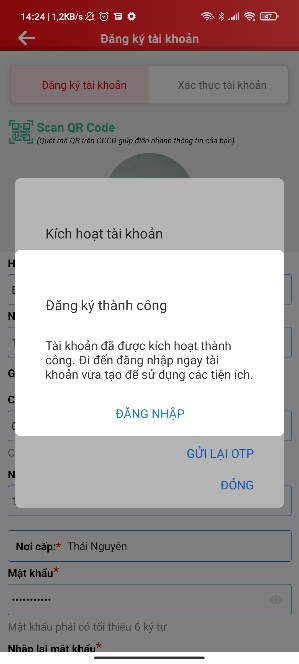 14:24 | 1,2KB/s
47
Đăng ký tài khoản
Đăng ký tài khoản
Xác thực tài khoản
Scan QR Code
(Quét mã QR trên CCCD giúp điền nhanh thông tin của bạn)
Kích hoạt tài khoản
Đăng ký thành công
Tài khoản đã được kích hoạt thành
công. Đi đến đăng nhập ngay tài
khoản vừa tạo để sử dụng các tiện ích.
ĐĂNG NHẬP
GỬI LẠI OTP
ĐÓNG
Nơi cấp:* Thái Nguyên
Mật khẩu*
Mật khẩu phải có tối thiểu 6 ký tự
Nhập lại mật khẩu*